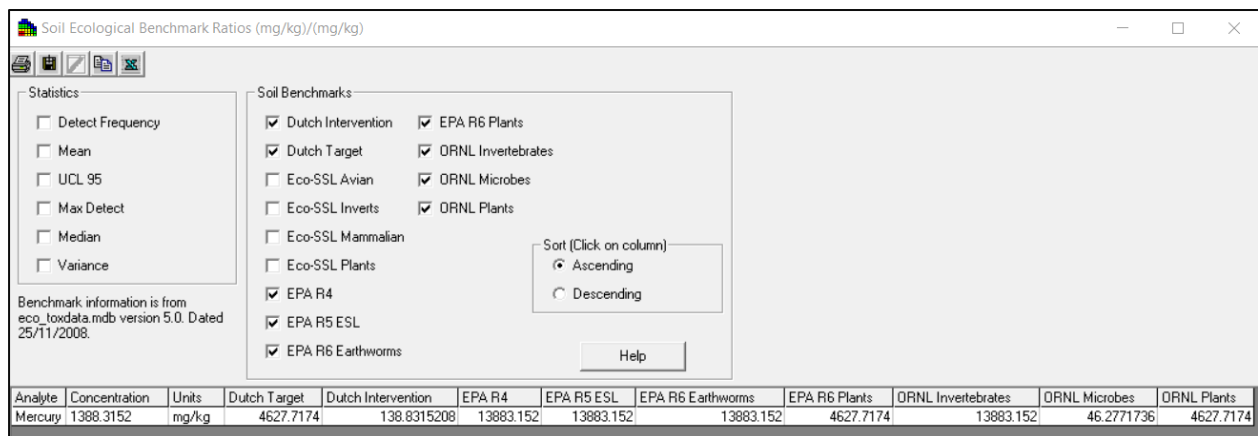 Soil Ecological Benchmark Ratios (mg/kg)/(mg/kg)
Statistics
Detect Frequency
Mean
UCL 95
Max Detect
Median
Variance
Benchmark information is from
eco_toxdata.mdb version 5.0. Dated
25/11/2008.
Soil Benchmarks
Dutch Intervention
Dutch Target
Eco-SSL Avian
Eco-SSL Inverts
Eco-SSL Mammalian
Eco-SSL Plants
EPA R4
EPA R5 ESL
EPA R6 Earthworms
EPA R6 Plants
ORNL Invertebrates
ORNL Microbes
ORNL Plants
Sort (Click on column)
Ascending
Descending
Help
Analyte Concentration Units Dutch Target Dutch Intervention EPA R4 EPA R5 ESL EPA R6 Earthworms EPA R6 Plants ORNL Invertebrates ORNL Microbes ORNL Plants
Mercury 1388.3152 mg/kg 4627.7174 138.8315208 13883.152 13883.152 13883.152 4627.7174 13883.152 46.2771736 4627.7174